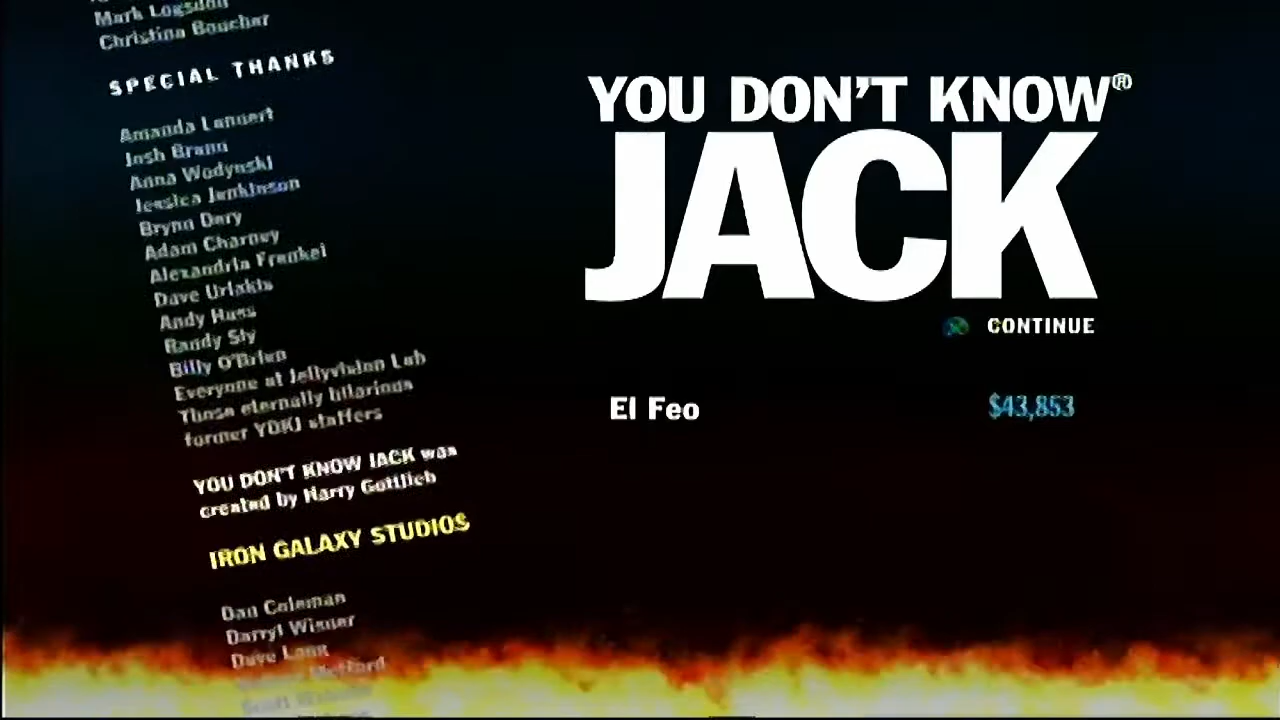 Mark Logsdon
Christina Boucher
SPECIAL THANKS
Amanda Lannert
Josh Braun
Anna Wodynski
Jessica Jenkinson
Brynn Dery
Adam Charney
Alexandria Frenkel
Dave Urlakis
Andy Huss
Randy Sly
Billy O'Brien
Everyone at Jellyvision Lab
Those eternally hilarious
former YDKJ staffers
YOU DON'T KNOW JACK was
created by Harry Gottlieb
IRON GALAXY STUDIOS
Dan Coleman
Darryl Wisner
Dave Lang
YOU DON'T KNOW®
JACK
CONTINUE
El Feo $43,853